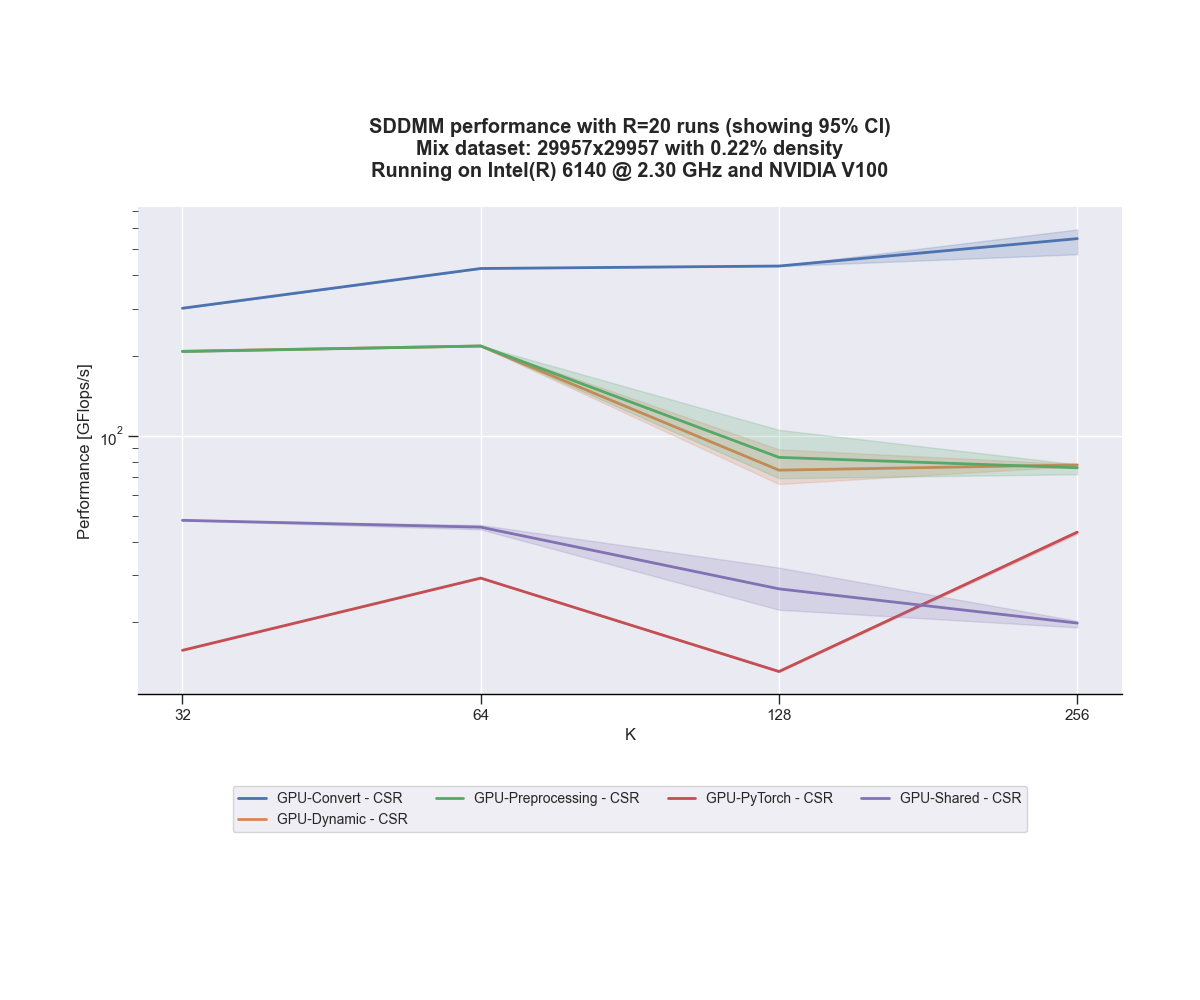 SDDMM performance with R=20 runs (showing 95% CI)
Mix dataset: 29957x29957 with 0.22% density
Running on Intel(R) 6140 @ 2.30 GHz and NVIDIA V100
Performance [GFlops/s]
10^2
32 64 128 256
K
GPU-Convert - CSR GPU-Preprocessing - CSR GPU-PyTorch - CSR GPU-Shared - CSR
GPU-Dynamic - CSR